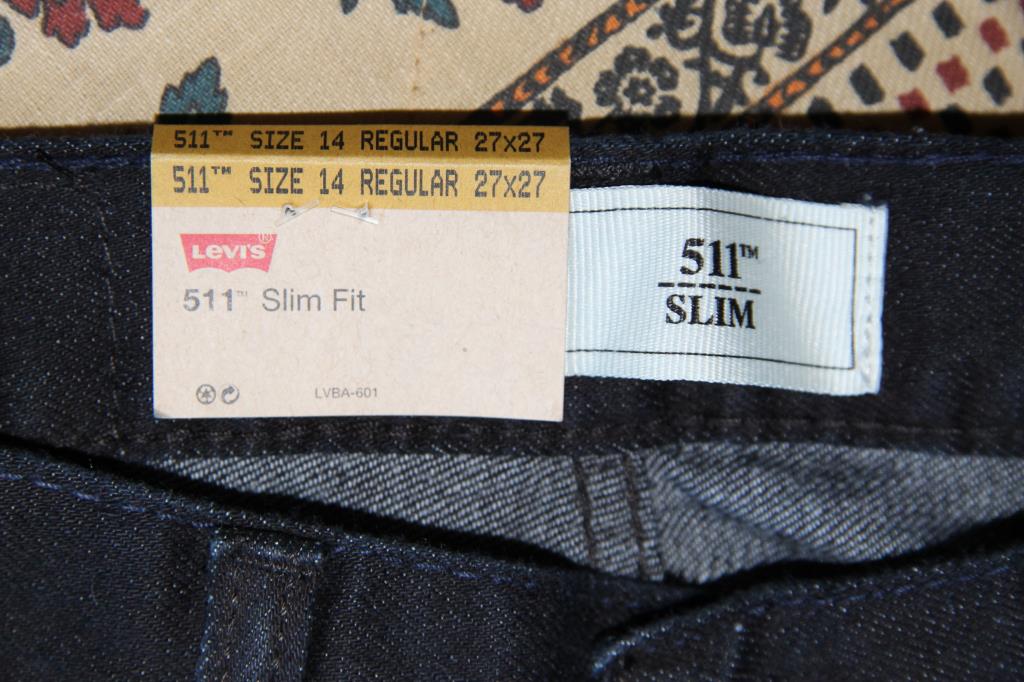 511™ SIZE 14 REGULAR 27x27
511™ SIZE 14 REGULAR 27x27
LEVI'S®
511™ Slim Fit
LVBA-601
511™
SLIM